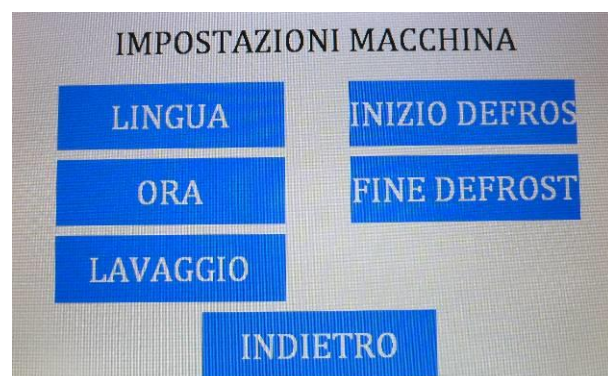 IMPOSTAZIONI MACCHINA
LINGUA
INIZIO DEFROS
ORA
FINE DEFROST
LAVAGGIO
INDIETRO